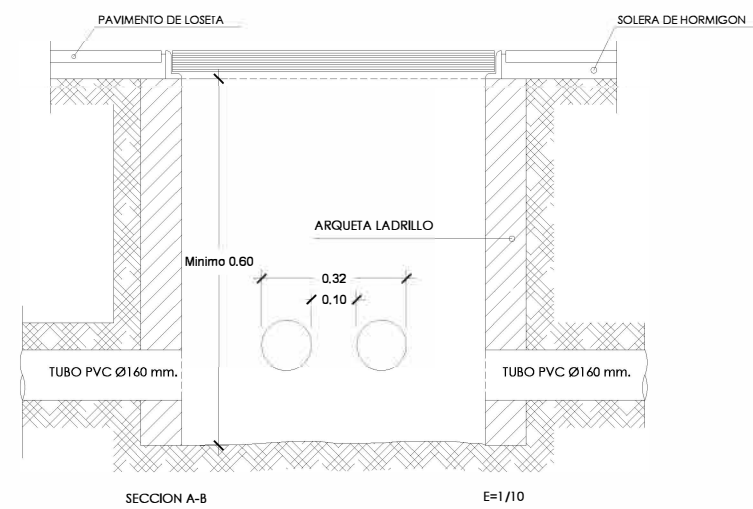 PAVIMENTO DE LOSETA
SOLERA DE HORMIGON
ARQUETA LADRILLO
Minimo 0.60
0.32
0.10
TUBO PVC Ø160 mm.
TUBO PVC Ø160 mm.
SECCION A-B
E=1/10